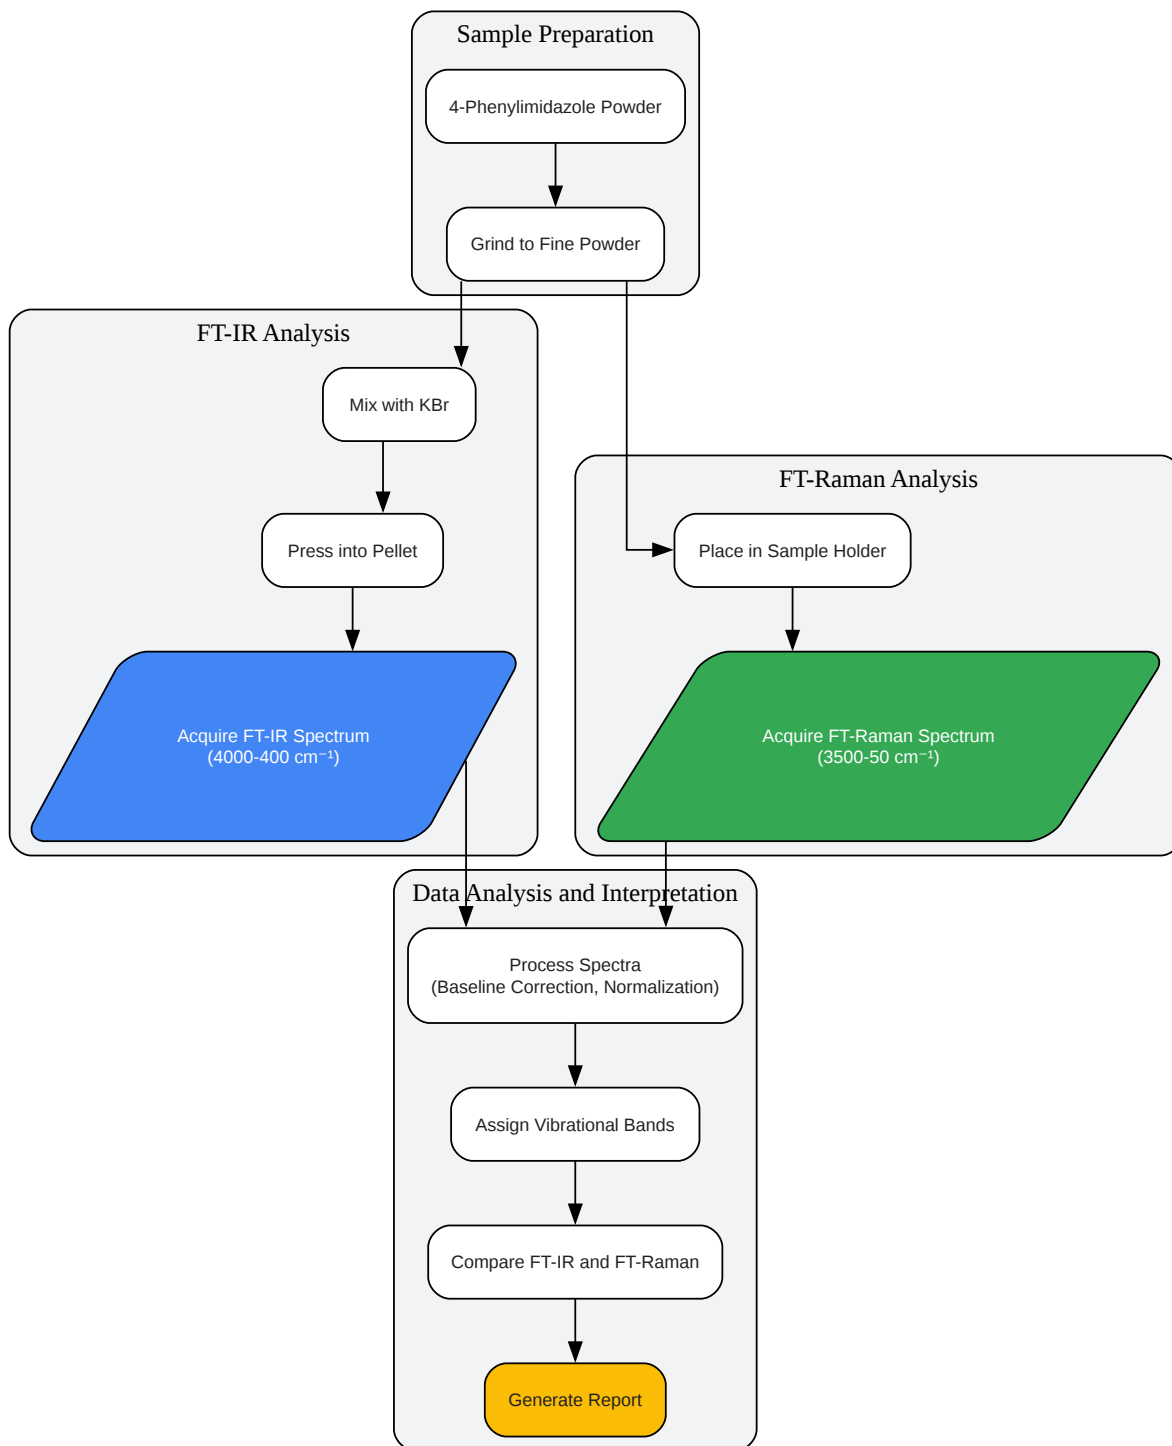 Sample Preparation
4-Phenylimidazole Powder
Grind to Fine Powder
FT-IR Analysis
Mix with KBr
Press into Pellet
Acquire FT-IR Spectrum
(4000-400 cm⁻¹)
FT-Raman Analysis
Place in Sample Holder
Acquire FT-Raman Spectrum
(3500-50 cm⁻¹)
Data Analysis and Interpretation
Process Spectra
(Baseline Correction, Normalization)
Assign Vibrational Bands
Compare FT-IR and FT-Raman
Generate Report